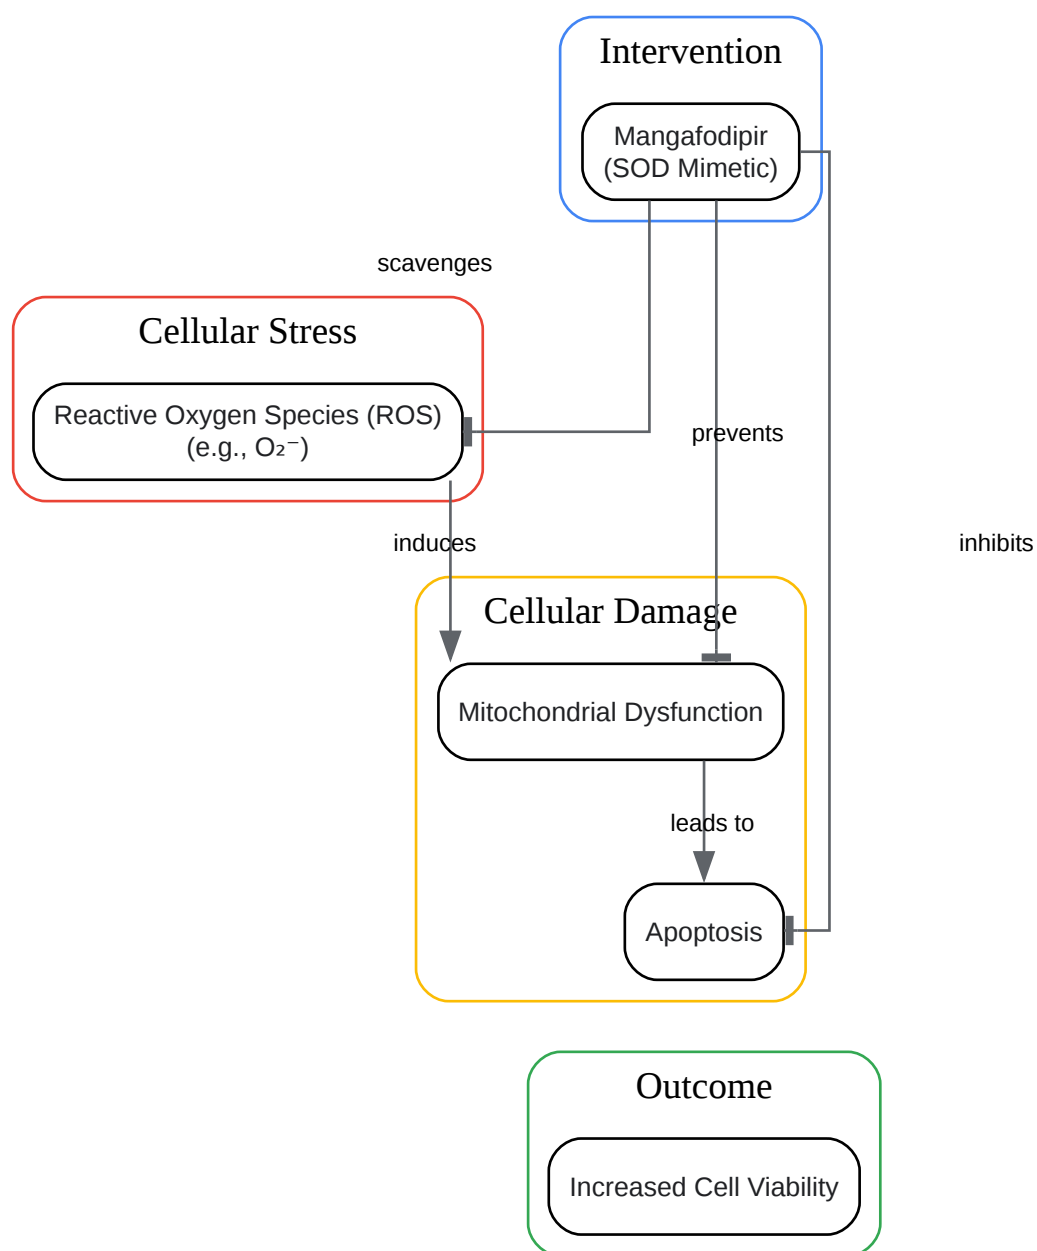 Intervention
Mangafodipir
(SOD Mimetic)
scavenges
Cellular Stress
Reactive Oxygen Species (ROS)
(e.g., O₂⁻)
prevents
induces
inhibits
Cellular Damage
Mitochondrial Dysfunction
leads to
Apoptosis
Outcome
Increased Cell Viability